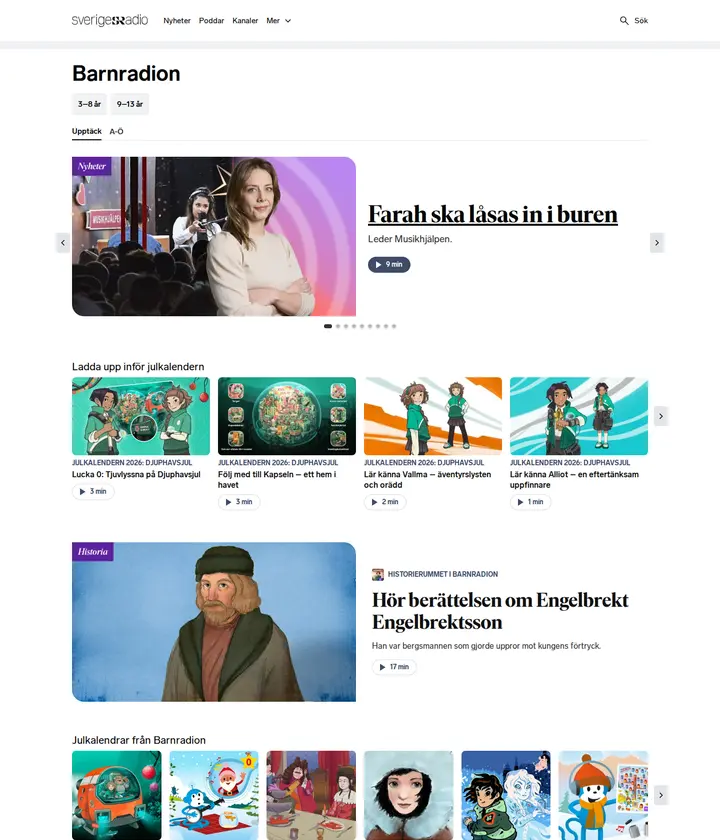 sverigesRadio
Nyheter Poddar Kanaler Mer
Sök
Barnradion
3–8 år 9–13 år
Upptäck A-Ö
Nyheter
MUSIKHJÄLPEN
Farah ska låsas in i buren
Leder Musikhjälpen.
9 min
Ladda upp inför julkalendern
JULKALENDERN 2026: DJUPHAVSJUL
Lucka 0: Tjuvlyssna på Djuphavsjul
3 min
JULKALENDERN 2026: DJUPHAVSJUL
Följ med till Kapseln – ett hem i
havet
3 min
JULKALENDERN 2026: DJUPHAVSJUL
Lär känna Vallma – äventyrslysten
och orädd
2 min
JULKALENDERN 2026: DJUPHAVSJUL
Lär känna Alliot – en eftertänksam
uppfinnare
1 min
Historia
HISTORIERUMMET I BARNRADION
Hör berättelsen om Engelbrekt
Engelbrektsson
Han var bergsmannen som gjorde uppror mot kungens förtryck.
17 min
Julkalendrar från Barnradion
0